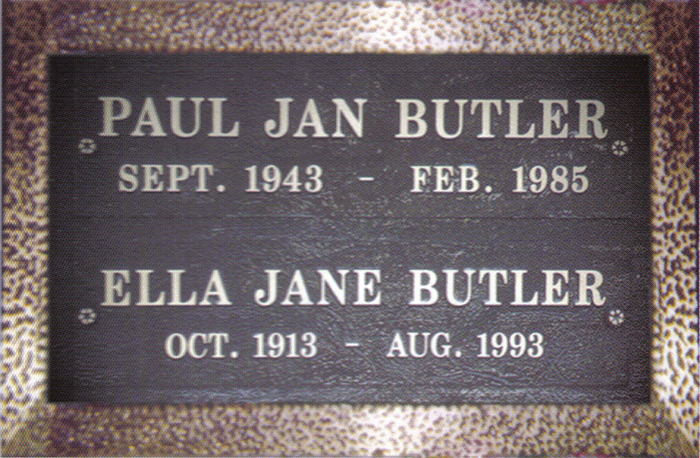 PAUL JAN BUTLER
SEPT. 1943 - FEB. 1985
ELLA JANE BUTLER
OCT. 1913 - AUG. 1993